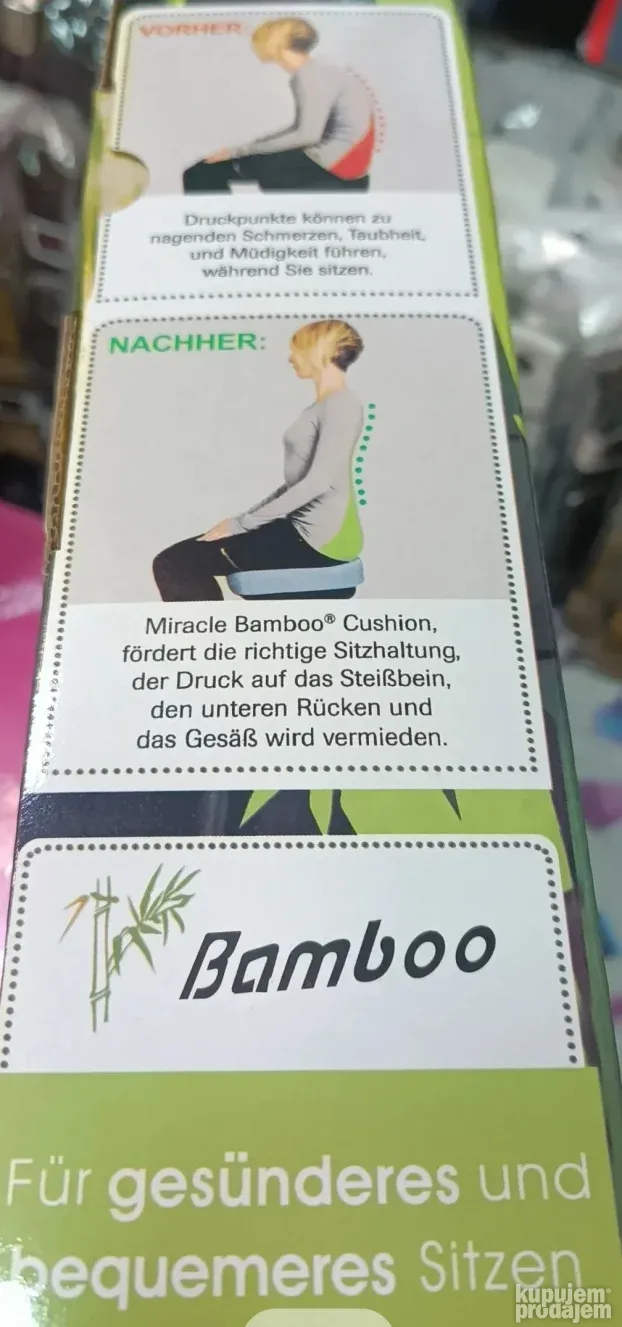 VORHER:
Druckpunkte können zu
nagenden Schmerzen, Taubheit,
und Müdigkeit führen,
während Sie sitzen.
NACHHER:
Miracle Bamboo® Cushion,
fördert die richtige Sitzhaltung,
der Druck auf das Steißbein,
den unteren Rücken und
das Gesäß wird vermieden.
Bamboo
Für gesünderes und
bequemeres Sitzen
kupujem
prodajem